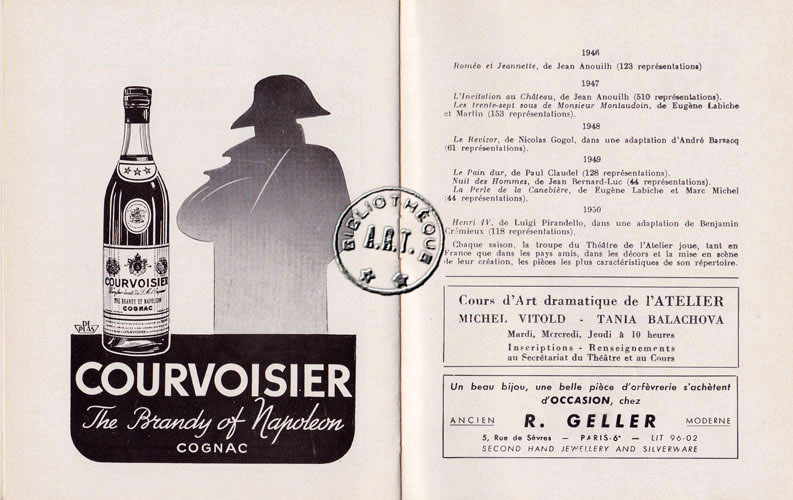 COURVOISIER
THE BRANDY OF NAPOLEON
COGNAC
DE PLAS
COURVOISIER
The Brandy of Napoleon
COGNAC
BIBLIOTHÈQUE
A.R.T.
1946
Roméo et Jeannette, de Jean Anouilh (123 représentations)
1947
L'Invitation au Château, de Jean Anouilh (510 représentations).
Les trente-sept sous de Monsieur Montaudoin, de Eugène Labiche
et Martin (153 représentations).
1948
Le Revizor, de Nicolas Gogol, dans une adaptation d'André Barsacq
(61 représentations).
1949
Le Pain dur, de Paul Claudel (128 représentations).
Nuit des Hommes, de Jean Bernard-Luc (44 représentations).
La Perle de la Canebière, de Eugène Labiche et Marc Michel
(44 représentations).
1950
Henri IV, de Luigi Pirandello, dans une adaptation de Benjamin
Crémieux (118 représentations).
Chaque saison, la troupe du Théâtre de l'Atelier joue, tant en
France que dans les pays amis, dans les décors et la mise en scène
de leur création, les pièces les plus caractéristiques de son répertoire.
Cours d'Art dramatique de l'ATELIER
MICHEL VITOLD - TANIA BALACHOVA
Mardi, Mercredi, Jeudi à 10 heures
Inscriptions - Renseignements
au Secrétariat du Théâtre et au Cours
Un beau bijou, une belle pièce d'orfèvrerie s'achètent
d'OCCASION, chez
ANCIEN R. GELLER MODERNE
5, Rue de Sèvres — PARIS-6e — LIT 96-02
SECOND HAND JEWELLERY AND SILVERWARE